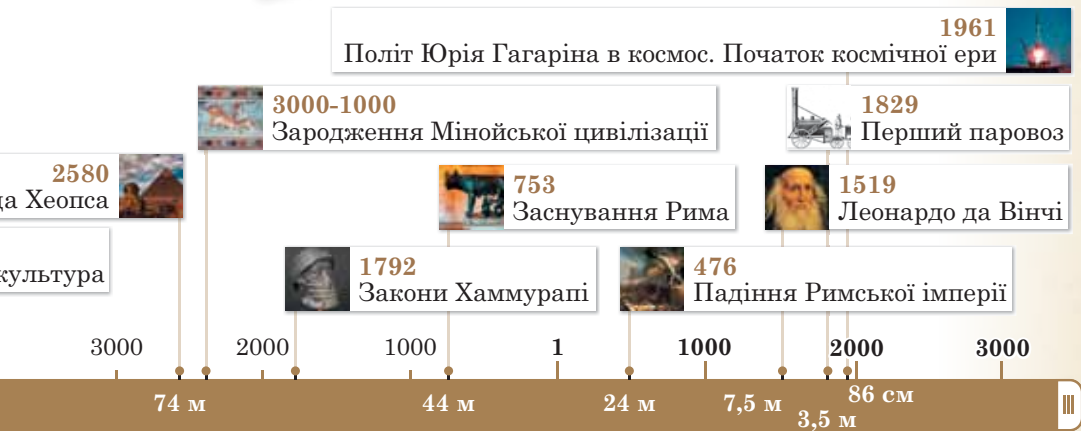 1961
Політ Юрія Гагаріна в космос. Початок космічної ери
3000-1000
Зародження Мінойської цивілізації
1829
Перший паровоз
2580
да Хеопса
753
Заснування Рима
1519
Леонардо да Вінчі
культура
1792
Закони Хаммурапі
476
Падіння Римської імперії
3000 2000 1000 1 1000 2000 3000
74 м 44 м 24 м 7,5 м 3,5 м 86 см